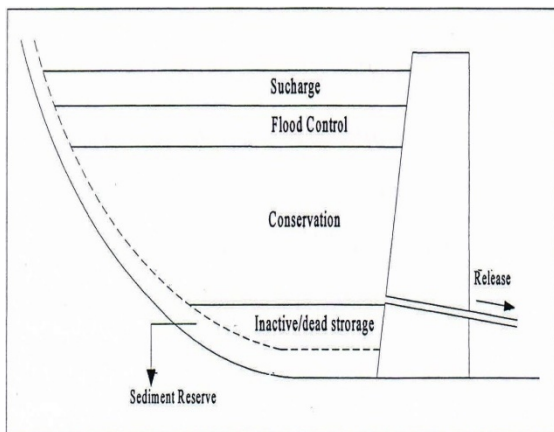 Sucharge
Flood Control
Conservation
Release
Inactive/dead strorage
Sediment Reserve